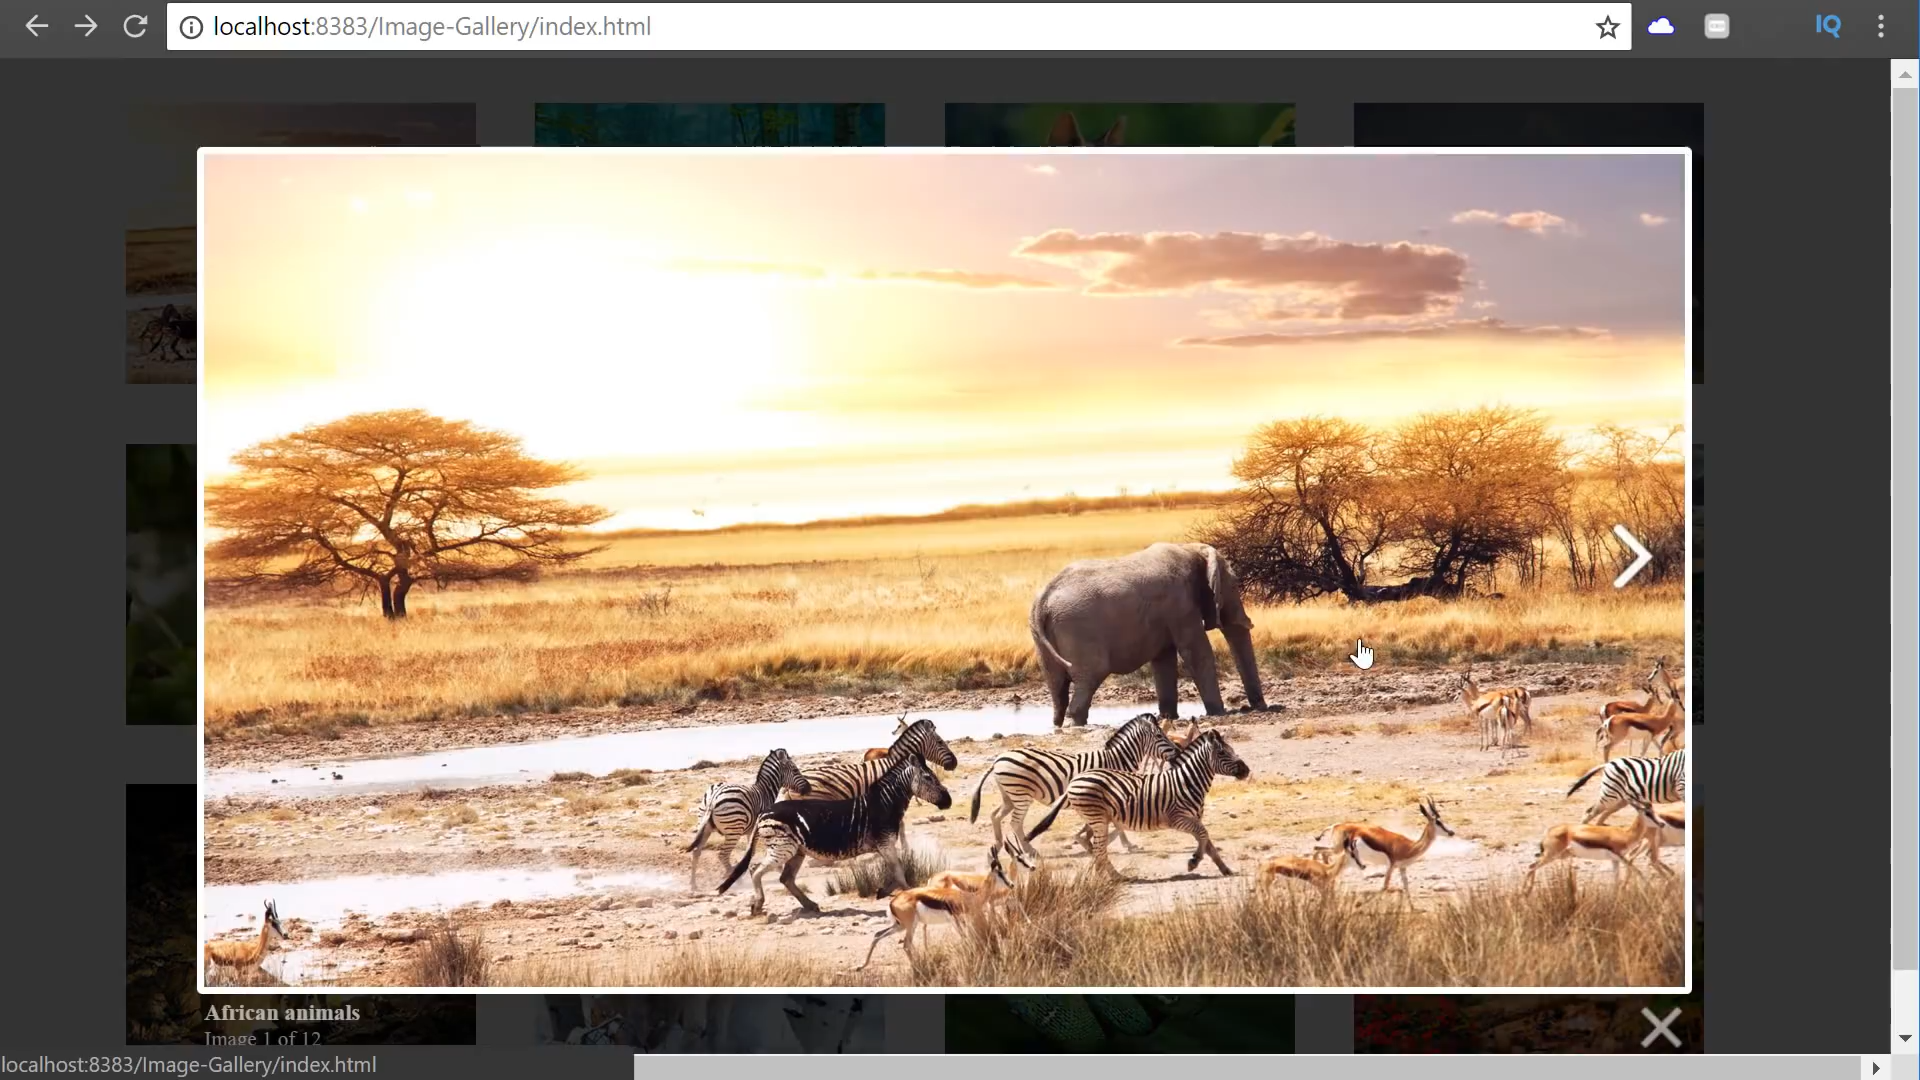 localhost:8383/Image-Gallery/index.html
IQ
African animals
Image 1 of 12
localhost:8383/Image-Gallery/index.html